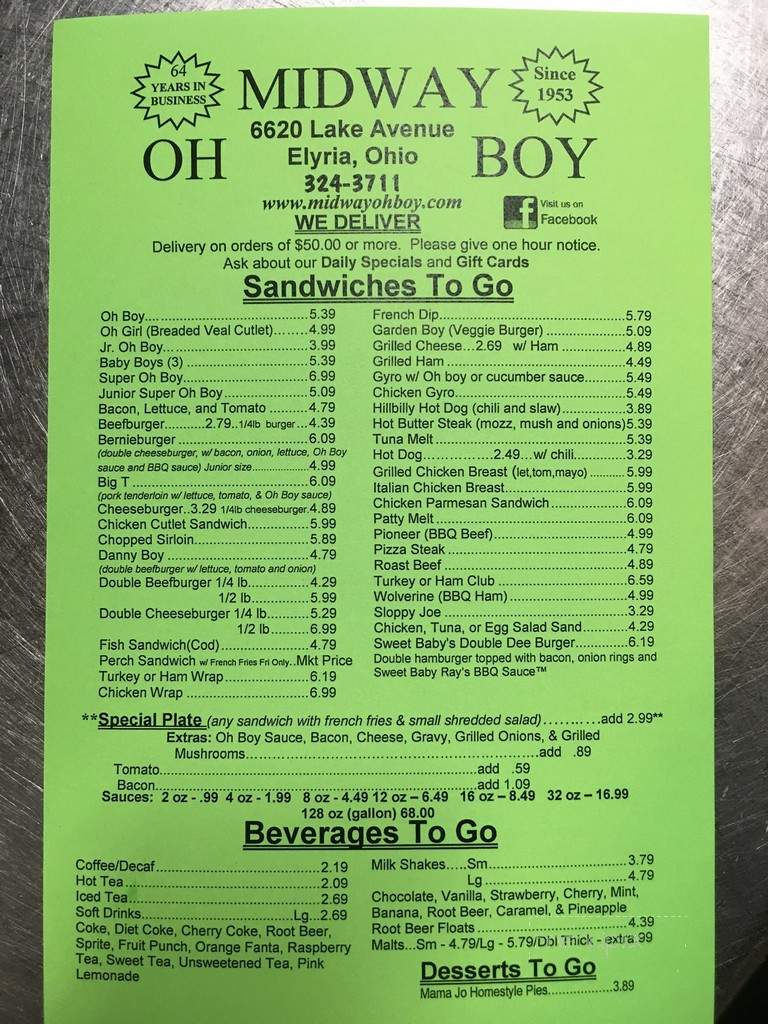 64
YEARS IN
BUSINESS
MIDWAY
Since
1953
OH
BOY
6620 Lake Avenue
Elyria, Ohio
324-3711
www.midwayohboy.com
WE DELIVER
f
Visit us on
Facebook
Delivery on orders of $50.00 or more. Please give one hour notice.
Ask about our Daily Specials and Gift Cards
Sandwiches To Go
Oh Boy.....5.39
Oh Girl (Breaded Veal Cutlet).......4.99
Jr. Oh Boy.....3.99
Baby Boys (3).....5.39
Super Oh Boy.....6.99
Junior Super Oh Boy.....5.09
Bacon, Lettuce, and Tomato.....4.79
Beefburger..........2.79..1/4lb burger...4.39
Bernieburger.....6.09
(double cheeseburger, w/ bacon, onion, lettuce, Oh Boy
sauce and BBQ sauce) Junior size.....4.99
Big T.....6.09
(pork tenderloin w/ lettuce, tomato, & Oh Boy sauce)
Cheeseburger..3.29 1/4lb cheeseburger.4.89
Chicken Cutlet Sandwich.....5.99
Chopped Sirloin.....5.89
Danny Boy.....4.79
(double beefburger w/ lettuce, tomato and onion)
Double Beefburger 1/4 lb.....4.29
1/2 lb.....5.99
Double Cheeseburger 1/4 lb.....5.29
1/2 lb.....6.99
Fish Sandwich(Cod).....4.79
Perch Sandwich w/ French Fries Fri Only..Mkt Price
Turkey or Ham Wrap.....6.19
Chicken Wrap.....6.99
French Dip.....5.79
Garden Boy (Veggie Burger).....5.09
Grilled Cheese...2.69 w/ Ham.....4.89
Grilled Ham.....4.49
Gyro w/ Oh boy or cucumber sauce.....5.49
Chicken Gyro.....5.49
Hillbilly Hot Dog (chili and slaw).....3.89
Hot Butter Steak (mozz, mush and onions)5.39
Tuna Melt.....5.39
Hot Dog.....2.49...w/ chili.....3.29
Grilled Chicken Breast (let,tom,mayo).....5.99
Italian Chicken Breast.....5.99
Chicken Parmesan Sandwich.....6.09
Patty Melt.....6.09
Pioneer (BBQ Beef).....4.99
Pizza Steak.....4.79
Roast Beef.....4.89
Turkey or Ham Club.....6.59
Wolverine (BBQ Ham).....4.99
Sloppy Joe.....3.29
Chicken, Tuna, or Egg Salad Sand.....4.29
Sweet Baby's Double Dee Burger.....6.19
Double hamburger topped with bacon, onion rings and
Sweet Baby Ray's BBQ Sauce™
**Special Plate (any sandwich with french fries & small shredded salad).........add 2.99**
Extras: Oh Boy Sauce, Bacon, Cheese, Gravy, Grilled Onions, & Grilled
Mushrooms.....add .89
Tomato.....add .59
Bacon.....add 1.09
Sauces: 2 oz - .99 4 oz - 1.99 8 oz - 4.49 12 oz – 6.49 16 oz – 8.49 32 oz – 16.99
128 oz (gallon) 68.00
Beverages To Go
Coffee/Decaf.....2.19
Hot Tea.....2.09
Iced Tea.....2.69
Soft Drinks.....Lg...2.69
Coke, Diet Coke, Cherry Coke, Root Beer,
Sprite, Fruit Punch, Orange Fanta, Raspberry
Tea, Sweet Tea, Unsweetened Tea, Pink
Lemonade
Milk Shakes.....Sm.....3.79
Lg.....4.79
Chocolate, Vanilla, Strawberry, Cherry, Mint,
Banana, Root Beer, Caramel, & Pineapple
Root Beer Floats.....4.39
Malts...Sm - 4.79/Lg - 5.79/Dbl Thick - extra.99
Desserts To Go
Mama Jo Homestyle Pies.....3.89